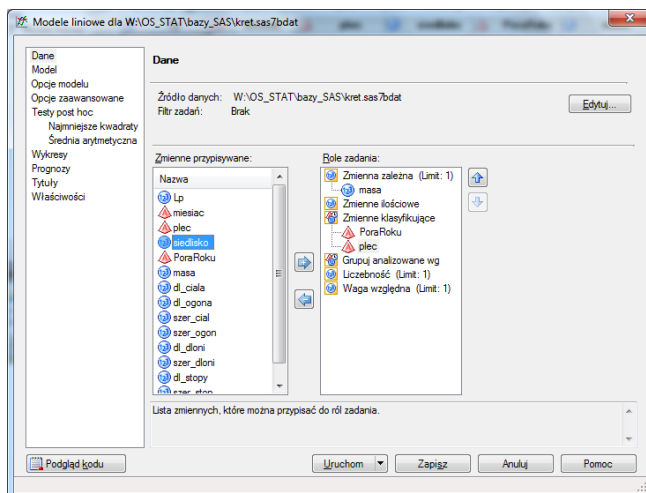 Modele liniowe dla W:\OS_STAT\bazy_SAS\kret.sas7bdat
Dane
Model
Opcje modelu
Opcje zaawansowane
Testy post hoc
Najmniejsze kwadraty
Średnia arytmetyczna
Wykresy
Prognozy
Tytuły
Właściwości
Dane
Źródło danych: W:\OS_STAT\bazy_SAS\kret.sas7bdat
Filtr zadań: Brak
Edytuj...
Zmienne przypisywane:
Nazwa
Lp
miesiac
plec
siedlisko
PoraRoku
masa
dl_ciala
dl_ogona
szer_cial
szer_ogon
dl_dloni
szer_dloni
dl_stopy
szer_stop
Role zadania:
Zmienna zależna (Limit: 1)
masa
Zmienne ilościowe
Zmienne klasyfikujące
PoraRoku
plec
Grupuj analizowane wg
Liczebność (Limit: 1)
Waga względna (Limit: 1)
Lista zmiennych, które można przypisać do ról zadania.
Podgląd kodu
Uruchom
Zapisz
Anuluj
Pomoc